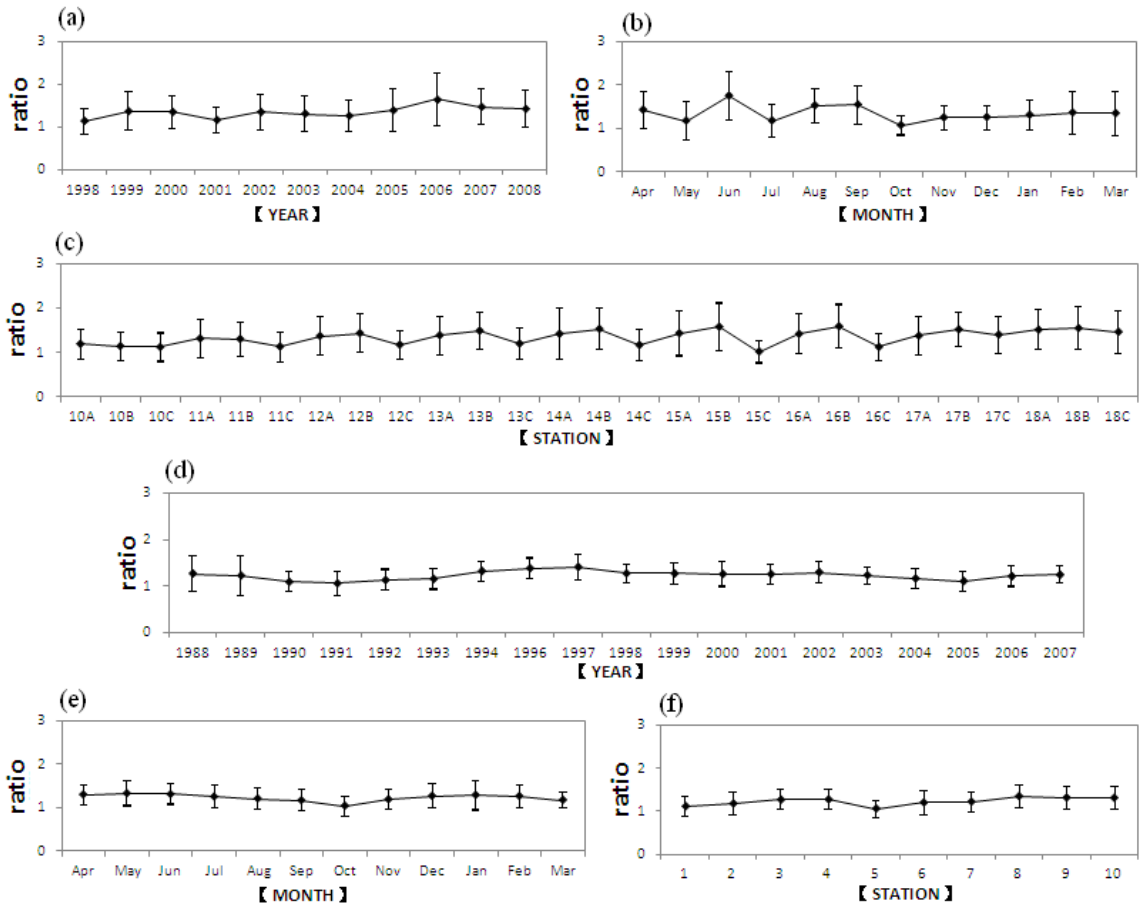 (a)
3
2
1
0
ratio
1998 1999 2000 2001 2002 2003 2004 2005 2006 2007 2008
【 YEAR 】
(b)
3
2
1
0
ratio
Apr May Jun Jul Aug Sep Oct Nov Dec Jan Feb Mar
【 MONTH 】
(c)
3
2
1
0
ratio
10A 10B 10C 11A 11B 11C 12A 12B 12C 13A 13B 13C 14A 14B 14C 15A 15B 15C 16A 16B 16C 17A 17B 17C 18A 18B 18C
【 STATION 】
(d)
3
2
1
0
ratio
1988 1989 1990 1991 1992 1993 1994 1996 1997 1998 1999 2000 2001 2002 2003 2004 2005 2006 2007
【 YEAR 】
(e)
3
2
1
0
ratio
Apr May Jun Jul Aug Sep Oct Nov Dec Jan Feb Mar
【 MONTH 】
(f)
3
2
1
0
ratio
1 2 3 4 5 6 7 8 9 10
【 STATION 】